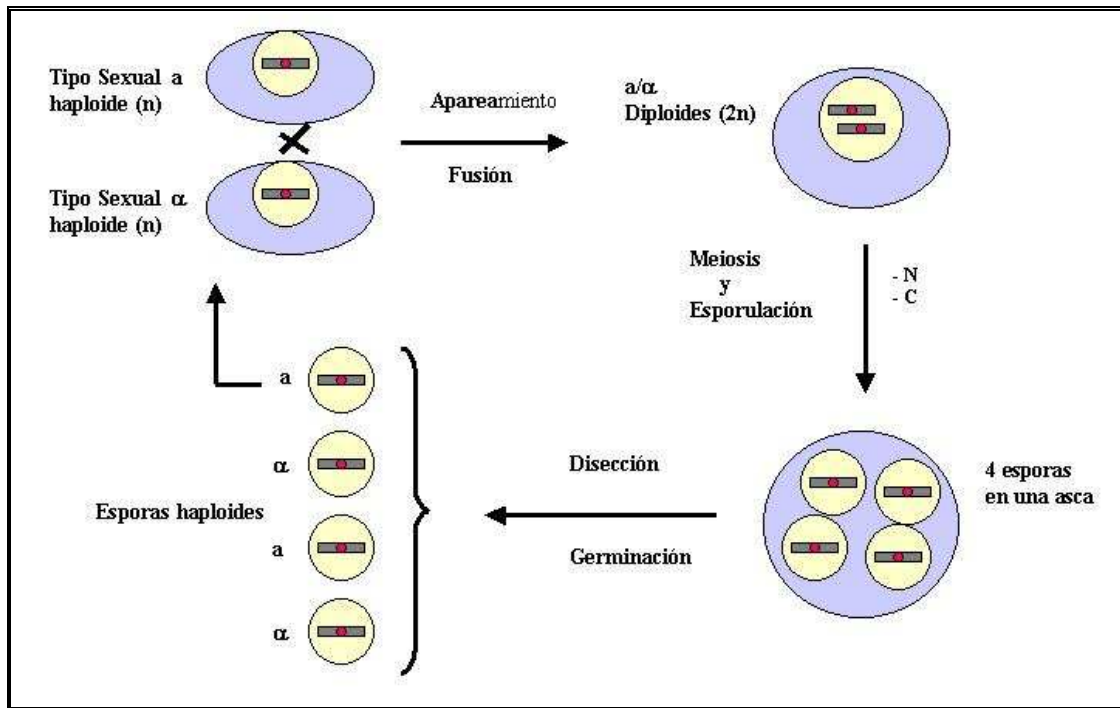 Tipo Sexual a
haploide (n)
Tipo Sexual α
haploide (n)
Apareamiento
Fusión
a/α
Diploides (2n)
Meiosis
y
Esporulación
- N
- C
4 esporas
en una asca
Disección
Germinación
Esporas haploides
a
α
a
α